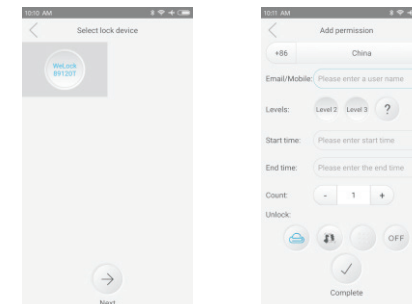 10:10 AM
Select lock device
WeLock
89120T
Next
10:11 AM
Add permission
+86 China
Email/Mobile: Please enter a user name
Levels: Level 2 Level 3 ?
Start time: Please enter start time
End time: Please enter the end time
Count: - 1 +
Unlock:
OFF
Complete